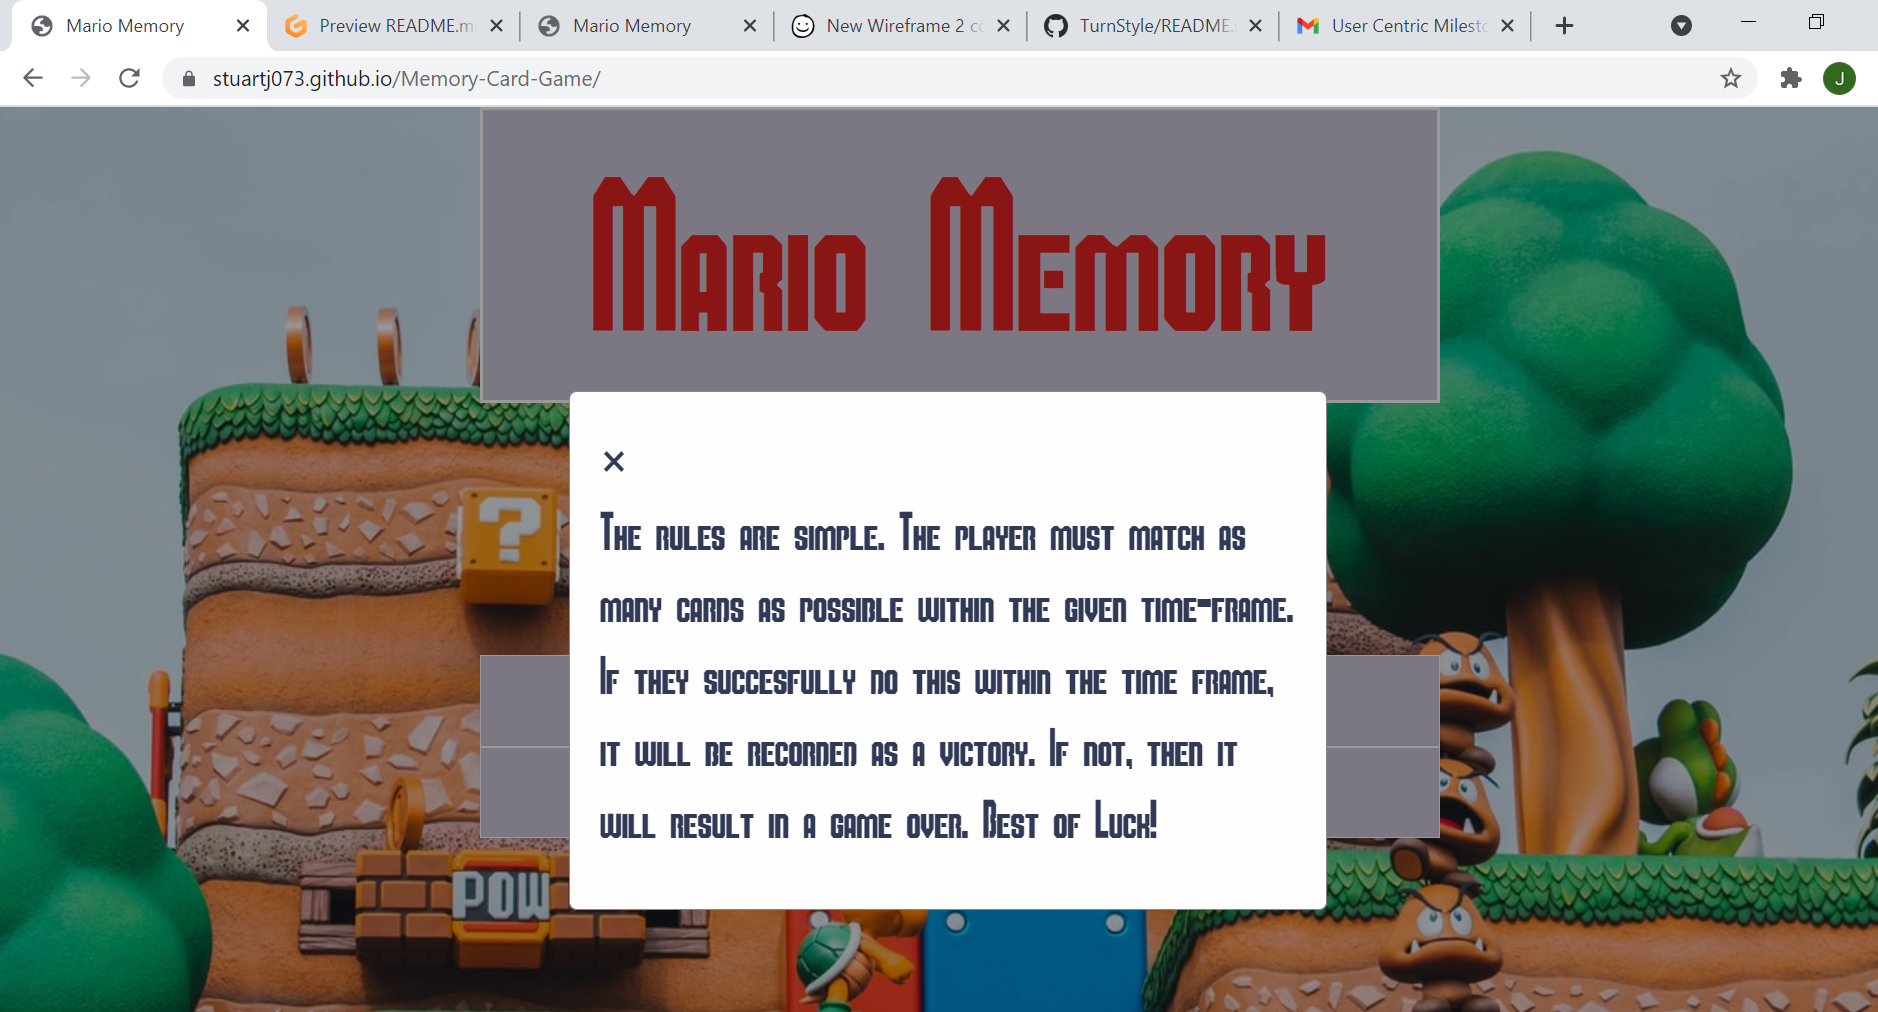 Mario Memory
Preview README.m
Mario Memory
New Wireframe 2 co
TurnStyle/README.
User Centric Milest
stuartj073.github.io/Memory-Card-Game/
J
Mario Memory
?
×
The rules are simple. The player must match as
many cards as possible within the given time-frame.
If they succesfully do this within the time frame,
it will be recorded as a victory. If not, then it
will result in a game over. Best of Luck!
POW